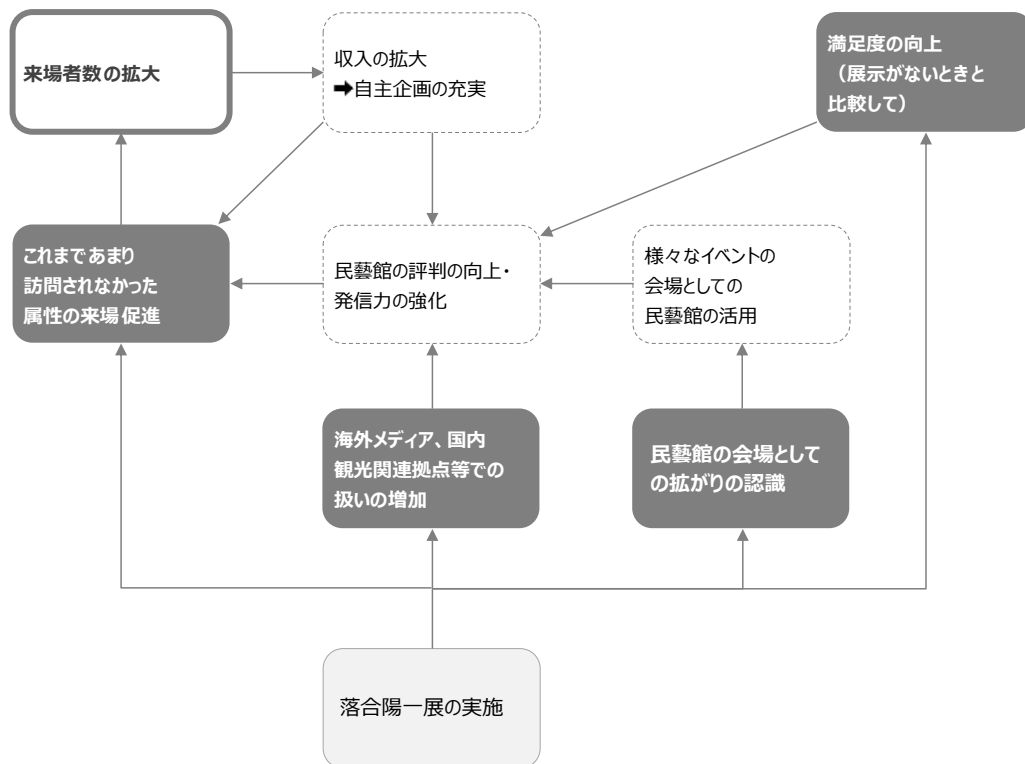 来場者数の拡大
収入の拡大
➡自主企画の充実
満足度の向上
（展示がないときと
比較して）
これまであまり
訪問されなかった
属性の来場促進
民藝館の評判の向上・
発信力の強化
様々なイベントの
会場としての
民藝館の活用
海外メディア、国内
観光関連拠点等での
扱いの増加
民藝館の会場として
の拡がりの認識
落合陽一展の実施